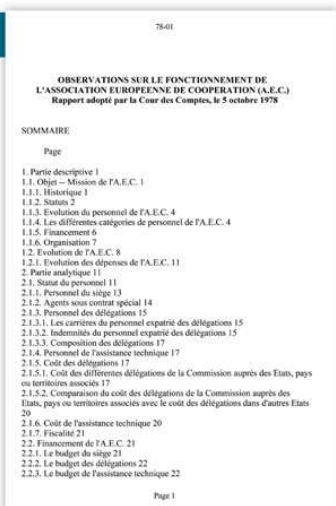 78-01
OBSERVATIONS SUR LE FONCTIONNEMENT DE
L'ASSOCIATION EUROPEENNE DE COOPERATION (A.E.C.)
Rapport adopté par la Cour des Comptes, le 5 octobre 1978
SOMMAIRE
Page
1. Partie descriptive 1
1.1. Objet -- Mission de l'A.E.C. 1
1.1.1. Historique 1
1.1.2. Statuts 2
1.1.3. Evolution du personnel de l'A.E.C. 4
1.1.4. Les différentes catégories de personnel de l'A.E.C. 4
1.1.5. Financement 6
1.1.6. Organisation 7
1.2. Evolution de l'A.E.C. 8
1.2.1. Evolution des dépenses de l'A.E.C. 11
2. Partie analytique 11
2.1. Statut du personnel 11
2.1.1. Personnel du siège 13
2.1.2. Agents sous contrat spécial 14
2.1.3. Personnel des délégations 15
2.1.3.1. Les carrières du personnel expatrié des délégations 15
2.1.3.2. Indemnités du personnel expatrié des délégations 15
2.1.3.3. Composition des délégations 17
2.1.4. Personnel de l'assistance technique 17
2.1.5. Coût des délégations 17
2.1.5.1. Coût des différentes délégations de la Commission auprès des Etats, pays
ou territoires associés 17
2.1.5.2. Comparaison du coût des délégations de la Commission auprès des
Etats, pays ou territoires associés avec le coût des délégations dans d'autres Etats
20
2.1.6. Coût de l'assistance technique 20
2.1.7. Fiscalité 21
2.2. Financement de l'A.E.C. 21
2.2.1. Le budget du siège 21
2.2.2. Le budget des délégations 22
2.2.3. Le budget de l'assistance technique 22
Page 1